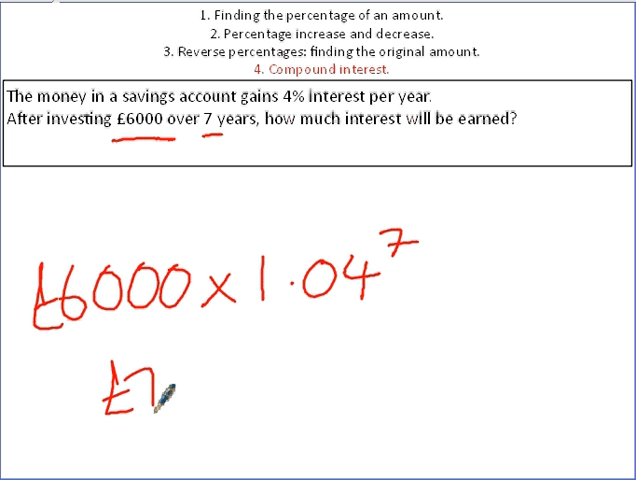 1. Finding the percentage of an amount.
2. Percentage increase and decrease.
3. Reverse percentages: finding the original amount.
4. Compound interest.
The money in a savings account gains 4% interest per year.
After investing £6000 over 7 years, how much interest will be earned?
£6000 x 1.04⁷
£7